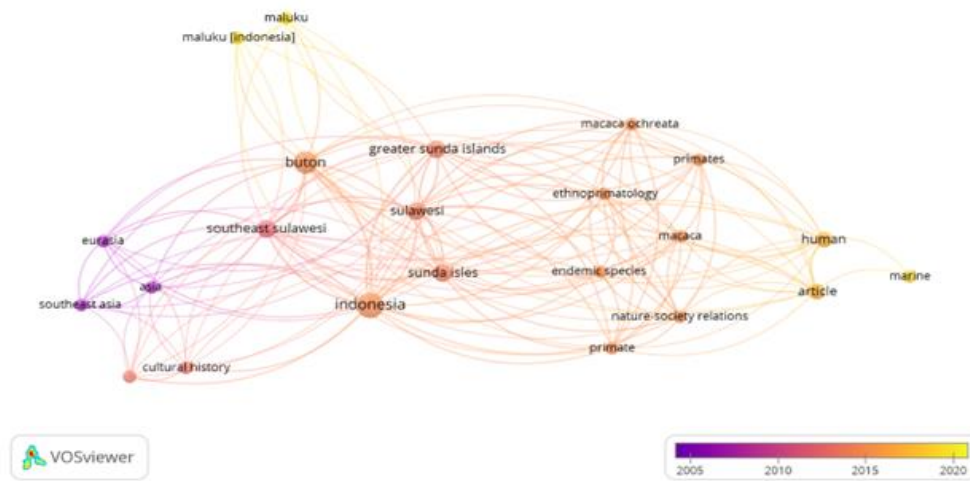 maluku
maluku [indonesia]
macaca ochreata
greater sunda islands
primates
buton
ethnoprimatology
sulawesi
southeast sulawesi
macaca
human
eurasia
sunda isles
endemic species
marine
asia
article
southeast asia
indonesia
nature-society relations
primate
cultural history
VOSviewer
2005 2010 2015 2020